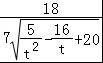 18
7√(5/t² - 16/t + 20)